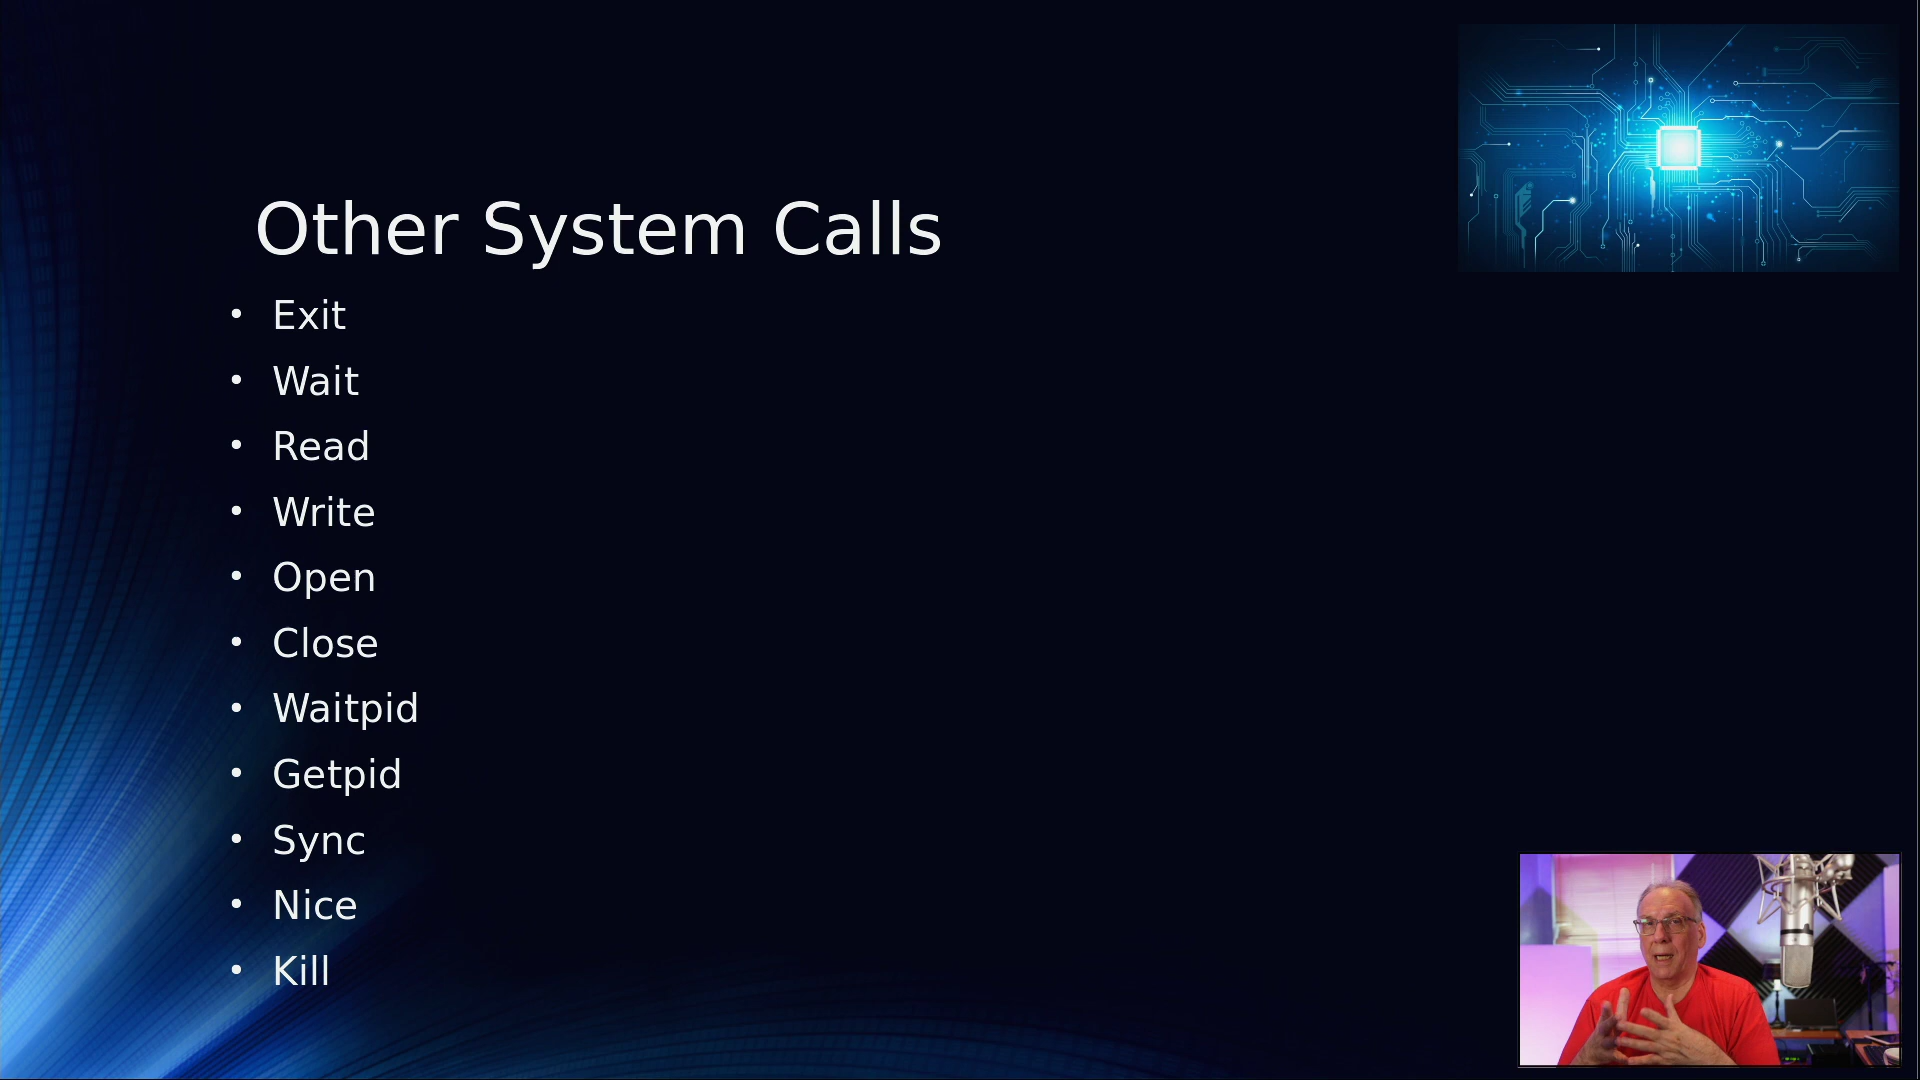 Other System Calls
• Exit
• Wait
• Read
• Write
• Open
• Close
• Waitpid
• Getpid
• Sync
• Nice
• Kill